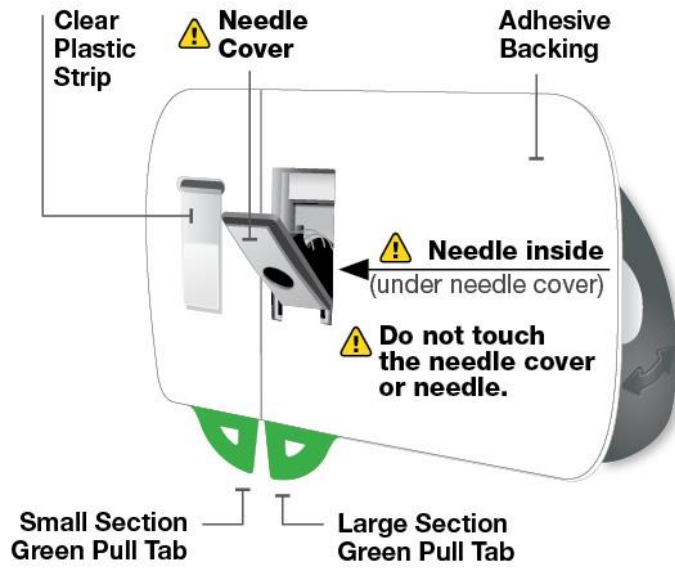 Clear
Plastic
Strip
Needle
Cover
Adhesive
Backing
Needle inside
(under needle cover)
Do not touch
the needle cover
or needle.
Small Section
Green Pull Tab
Large Section
Green Pull Tab